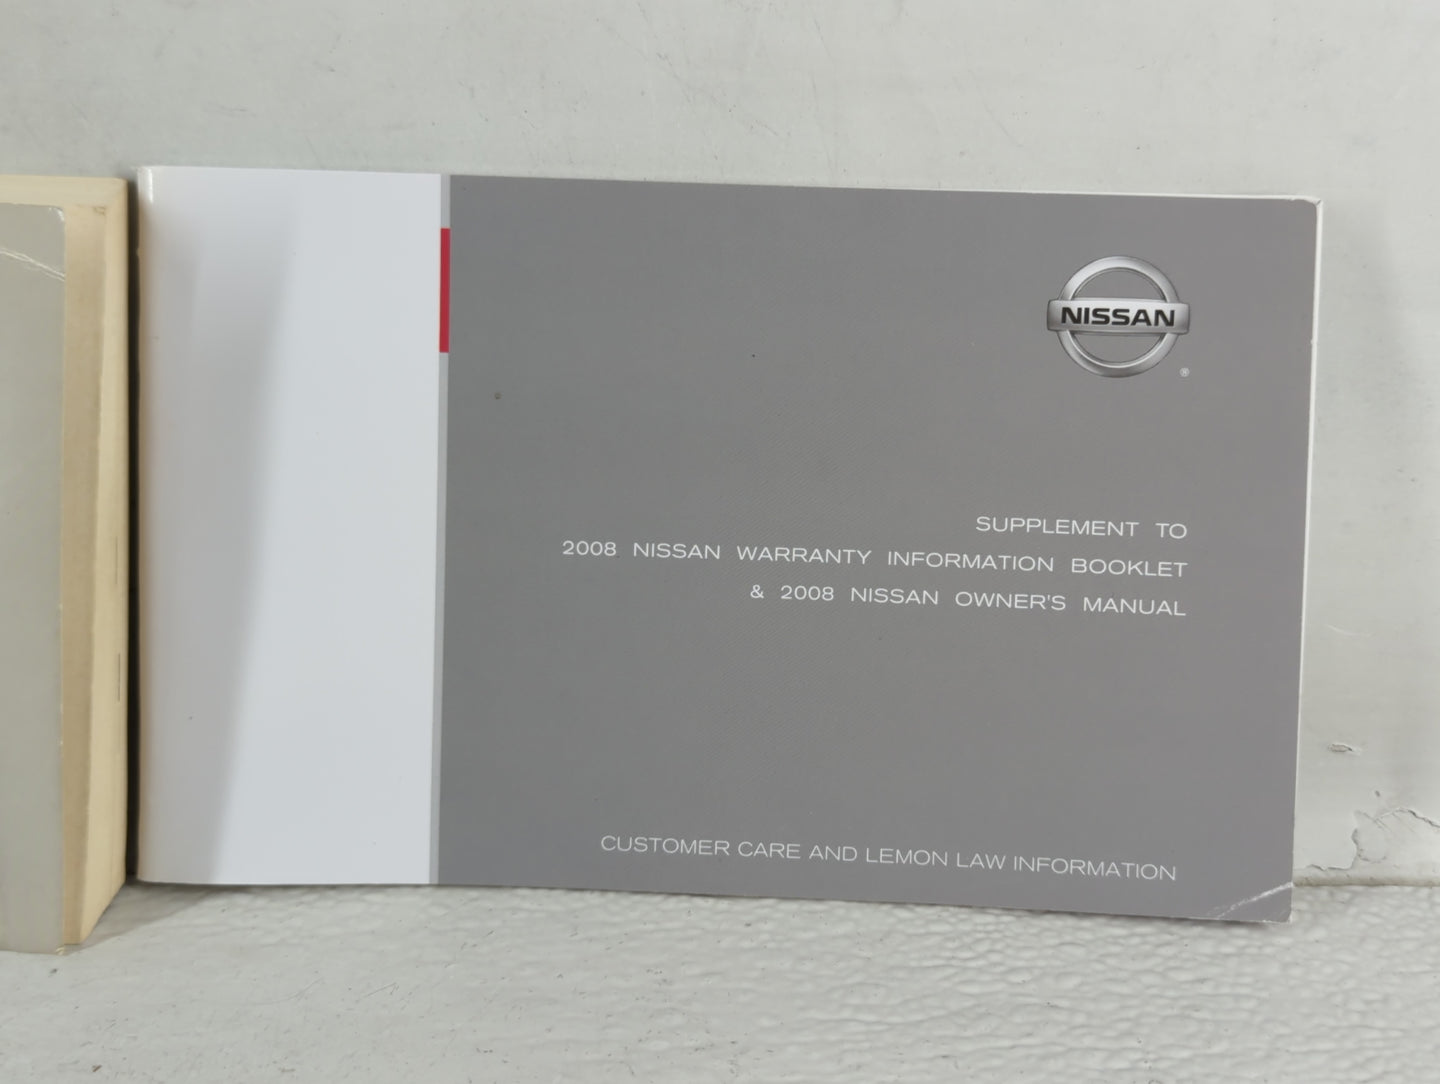 NISSAN
®
SUPPLEMENT TO
2008 NISSAN WARRANTY INFORMATION BOOKLET
& 2008 NISSAN OWNER'S MANUAL
CUSTOMER CARE AND LEMON LAW INFORMATION